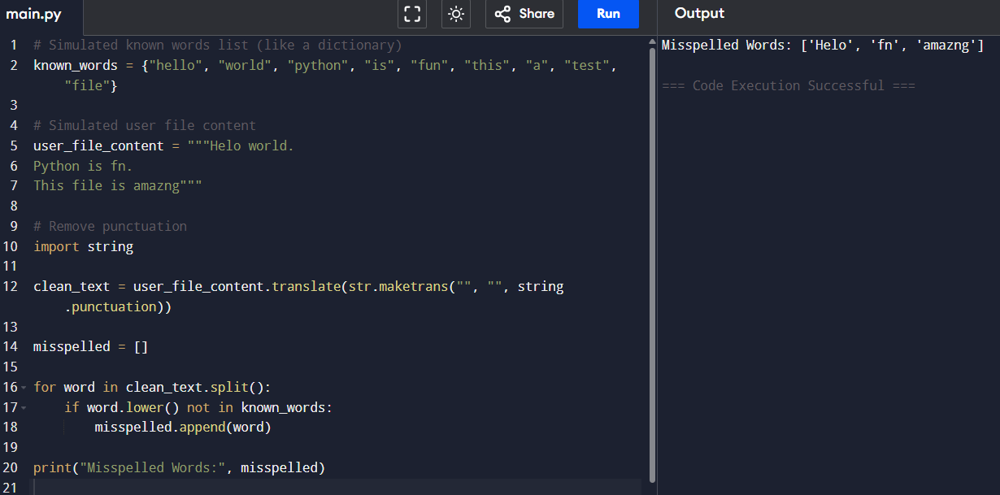 main.py
Share
Run
Output
1 # Simulated known words list (like a dictionary)
2 known_words = {"hello", "world", "python", "is", "fun", "this", "a", "test",
"file"}
3
4 # Simulated user file content
5 user_file_content = """Helo world.
6 Python is fn.
7 This file is amazng"""
8
9 # Remove punctuation
10 import string
11
12 clean_text = user_file_content.translate(str.maketrans("", "", string
.punctuation))
13
14 misspelled = []
15
16 for word in clean_text.split():
17     if word.lower() not in known_words:
18         misspelled.append(word)
19
20 print("Misspelled Words:", misspelled)
21
Misspelled Words: ['Helo', 'fn', 'amazng']
=== Code Execution Successful ===